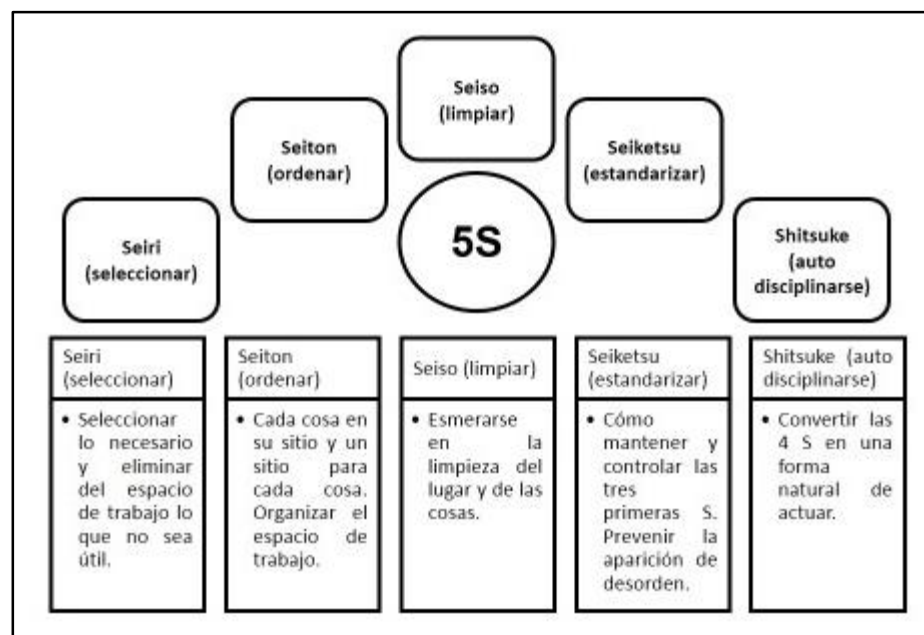 Seiso
(limpiar)
Seiton
(ordenar)
Seiketsu
(estandarizar)
Seiri
(seleccionar)
5S
Shitsuke
(auto
disciplinarse)
Seiri
(seleccionar)
• Seleccionar
lo necesario
y eliminar
del espacio
de trabajo lo
que no sea
útil.
Seiton
(ordenar)
• Cada cosa en
su sitio y un
sitio para
cada cosa.
Organizar el
espacio de
trabajo.
Seiso (limpiar)
• Esmerarse
en la
limpieza del
lugar y de las
cosas.
Seiketsu
(estandarizar)
• Cómo
mantener y
controlar las
tres
primeras S.
Prevenir la
aparición de
desorden.
Shitsuke (auto
disciplinarse)
• Convertir las
4 S en una
forma
natural de
actuar.